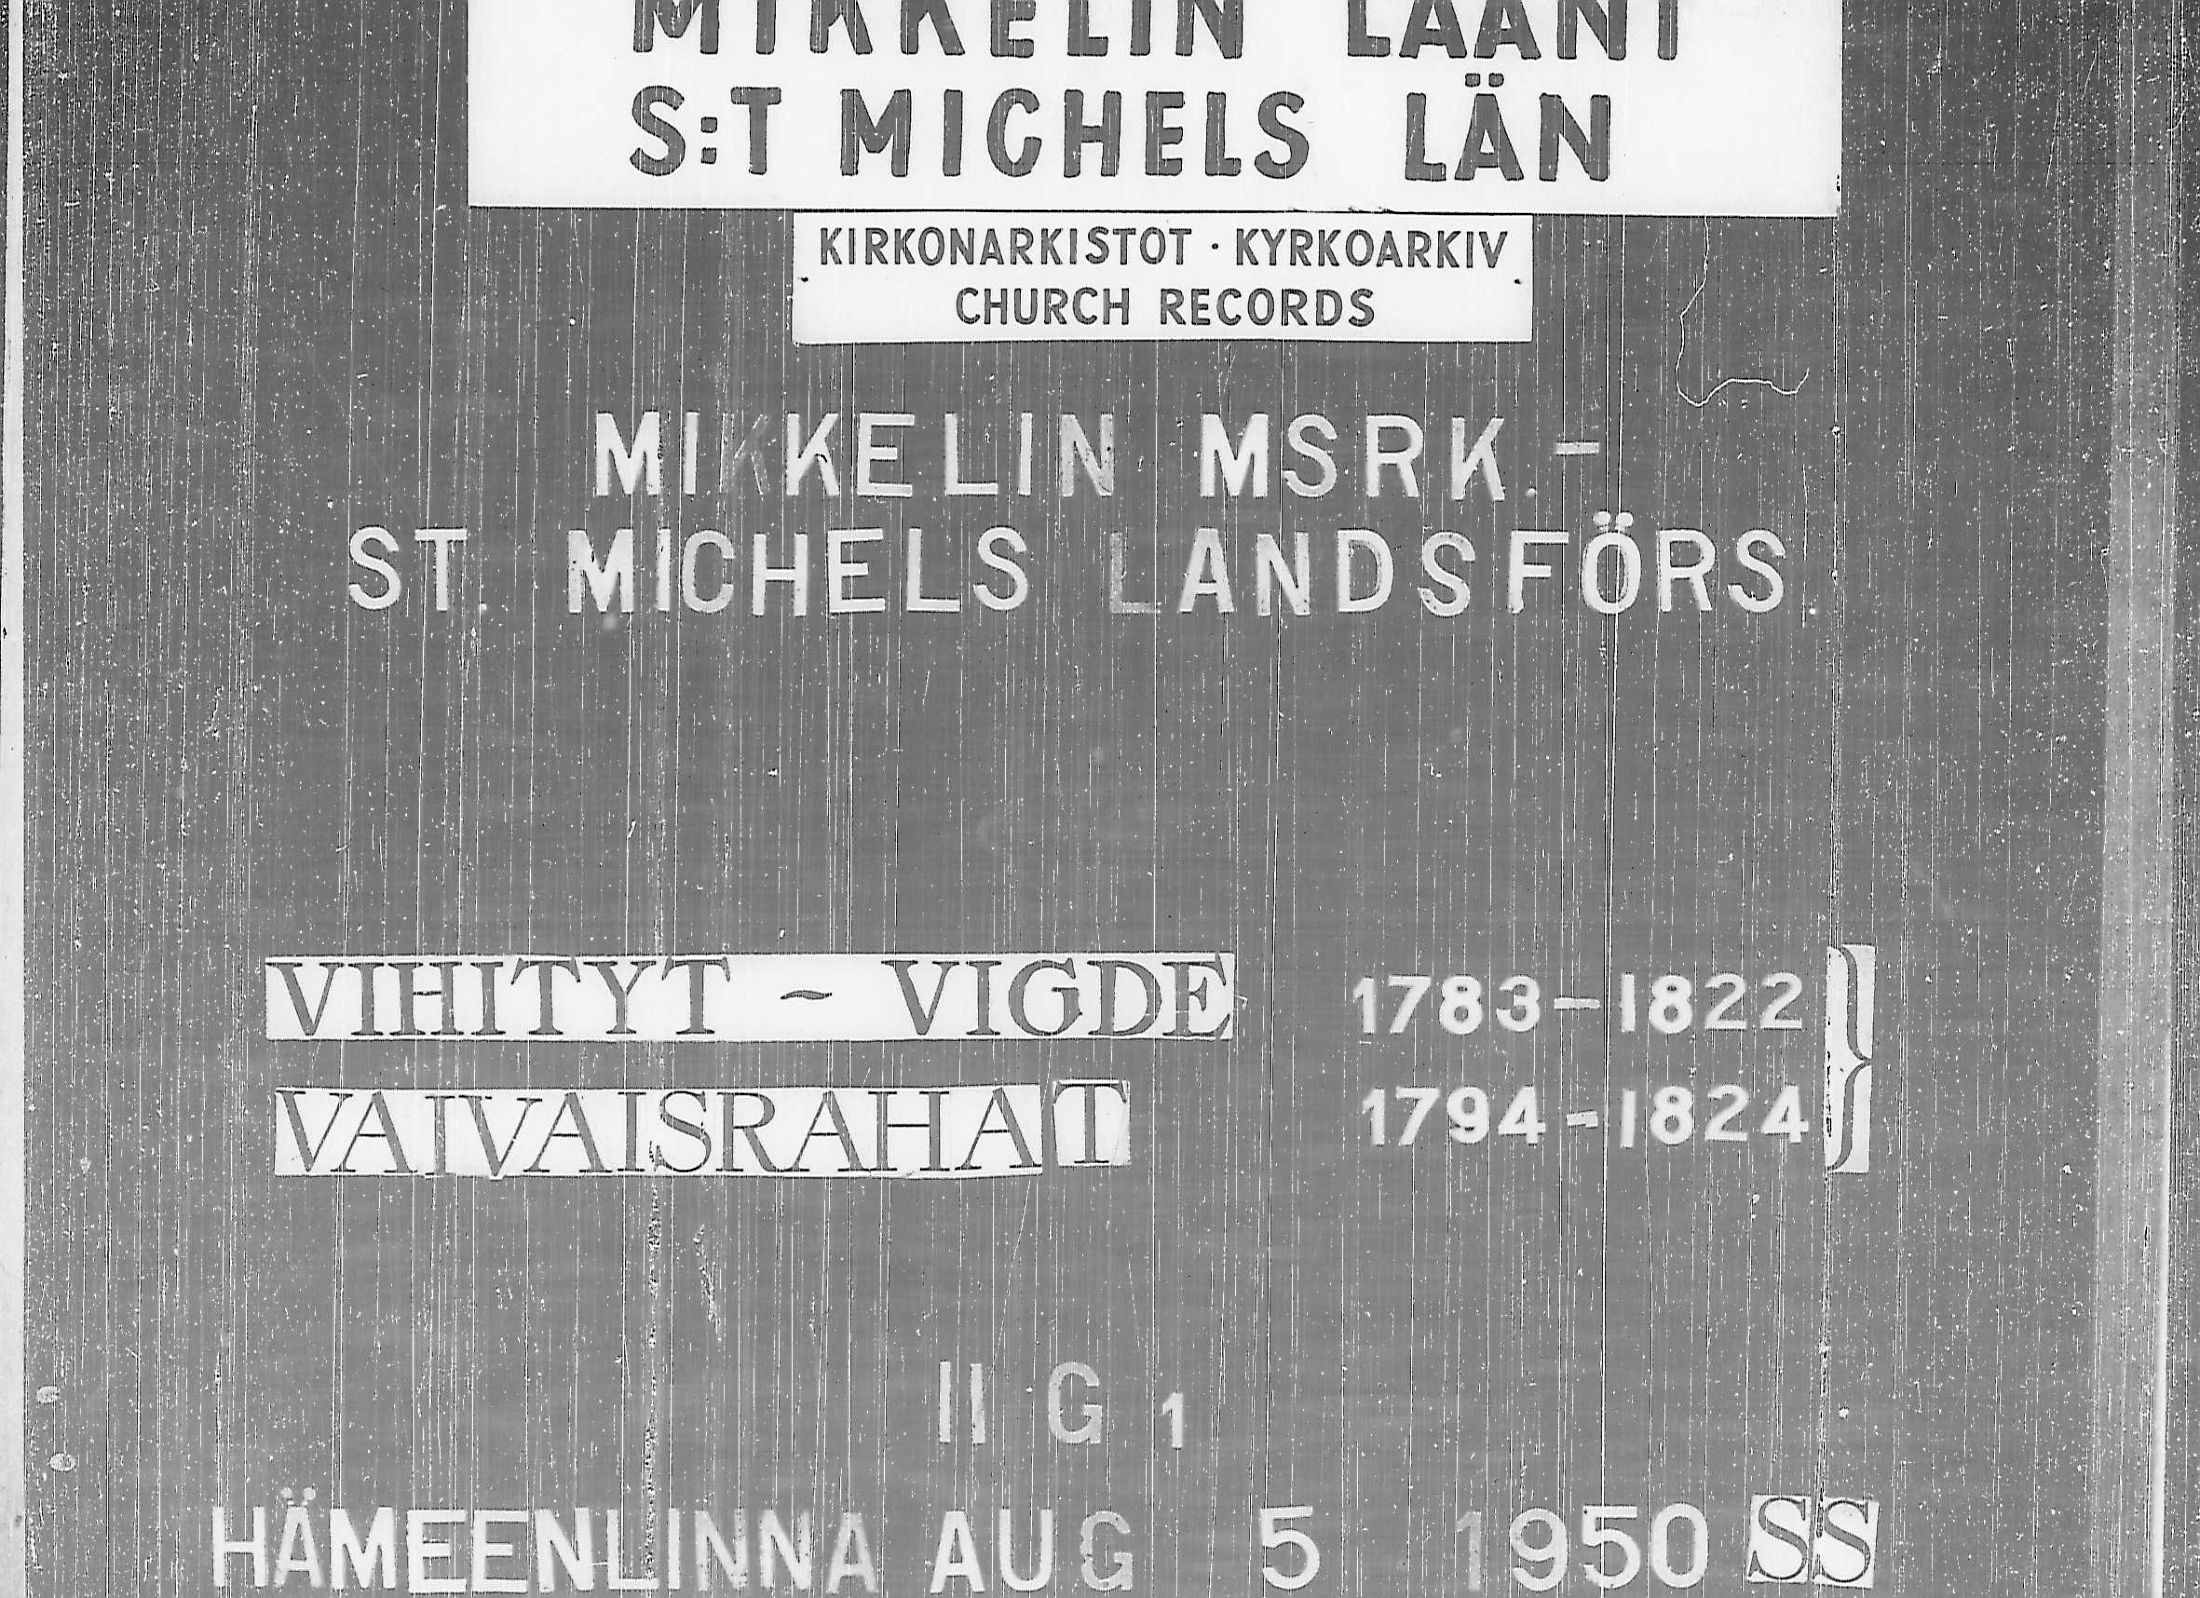 MIKKELIN LÄÄNI
S:T MICHELS LÄN
KIRKONARKISTOT · KYRKOARKIV
CHURCH RECORDS
MIKKELIN MSRK. –
ST. MICHELS LANDSFÖRS.
VIHITYT ~ VIGDE 1783–1822 }
VAIVAISRAHAT 1794–1824
II G 1
HÄMEENLINNA AUG 5 1950 SS